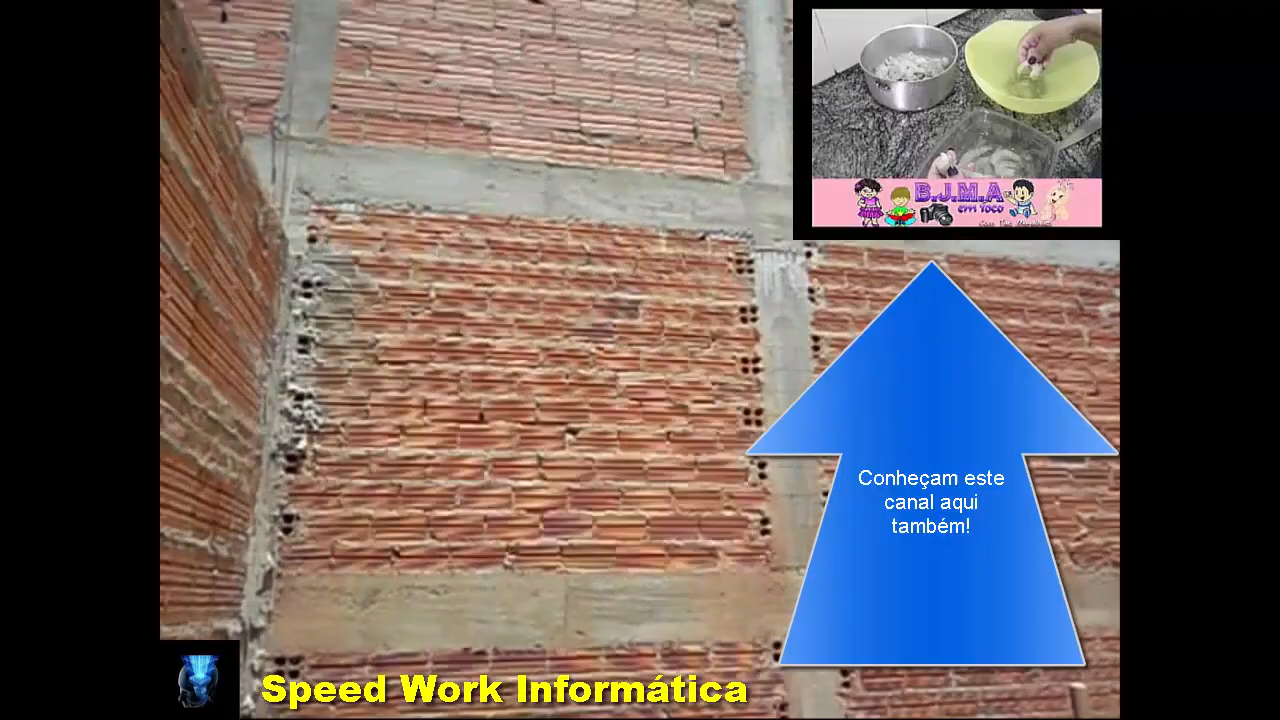 B.J.M.A
em foco
Conheçam este
canal aqui
também!
Speed Work Informática